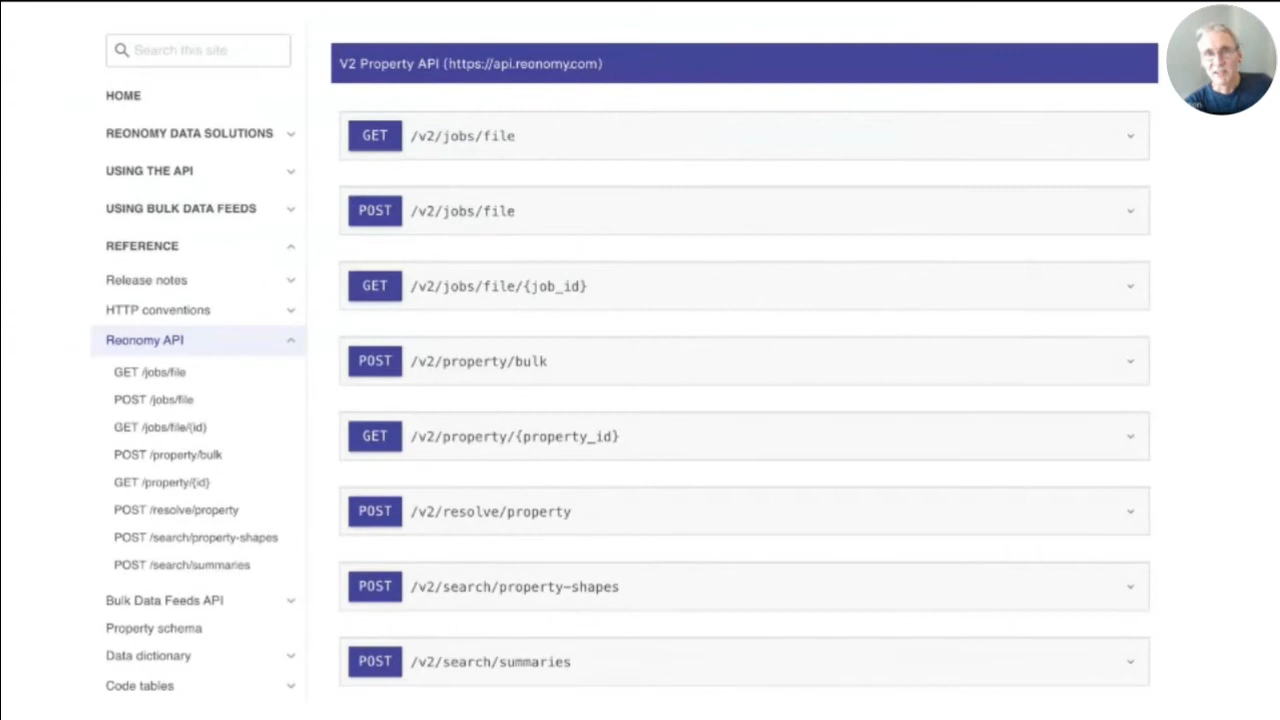 Search this site
HOME
REONOMY DATA SOLUTIONS
USING THE API
USING BULK DATA FEEDS
REFERENCE
Release notes
HTTP conventions
Reonomy API
GET /jobs/file
POST /jobs/file
GET /jobs/file/{id}
POST /property/bulk
GET /property/{id}
POST /resolve/property
POST /search/property-shapes
POST /search/summaries
Bulk Data Feeds API
Property schema
Data dictionary
Code tables
V2 Property API (https://api.reonomy.com)
GET /v2/jobs/file
POST /v2/jobs/file
GET /v2/jobs/file/{job_id}
POST /v2/property/bulk
GET /v2/property/{property_id}
POST /v2/resolve/property
POST /v2/search/property-shapes
POST /v2/search/summaries